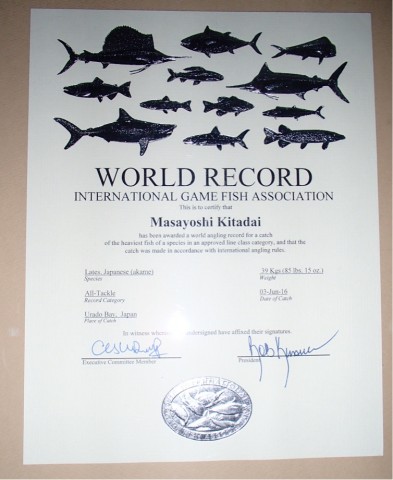 WORLD RECORD
INTERNATIONAL GAME FISH ASSOCIATION
This is to certify that
Masayoshi Kitadai
has been awarded a world angling record for a catch
of the heaviest fish of a species in an approved line class category, and that the
catch was made in accordance with international angling rules.
Lates, Japanese (akame) 39 Kgs (85 lbs. 15 oz.)
Species Weight
All-Tackle 03-Jun-16
Record Category Date of Catch
Urado Bay, Japan
Place of Catch
In witness undersigned have affixed their signatures.
Executive Committee Member President